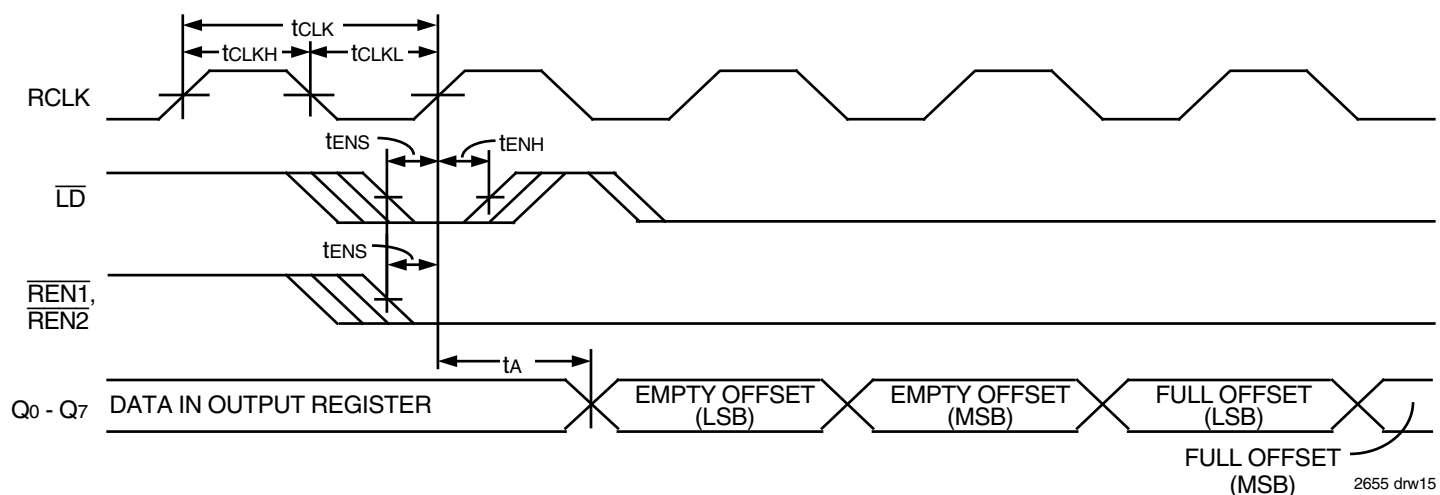 tCLK
tCLKH
tCLKL
RCLK
tENS
tENH
LD
tENS
REN1,
REN2
tA
Q0 - Q7
DATA IN OUTPUT REGISTER
EMPTY OFFSET
(LSB)
EMPTY OFFSET
(MSB)
FULL OFFSET
(LSB)
FULL OFFSET
(MSB)
2655 drw15